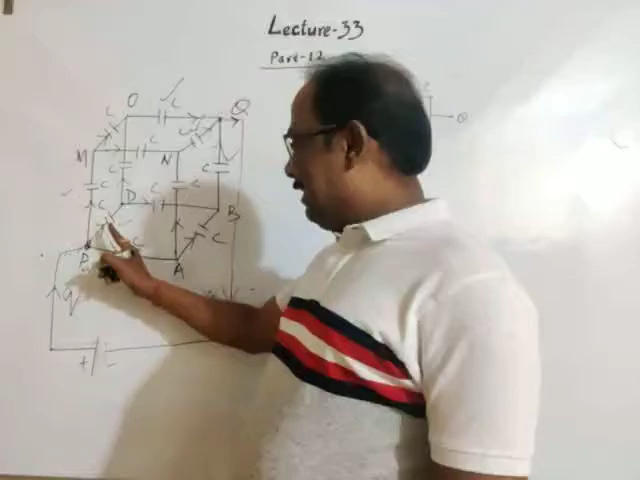 Lecture-33
Part-12
O C Q
C C
M C N C
C C C C
C D C B
P C C
A
q
+ -